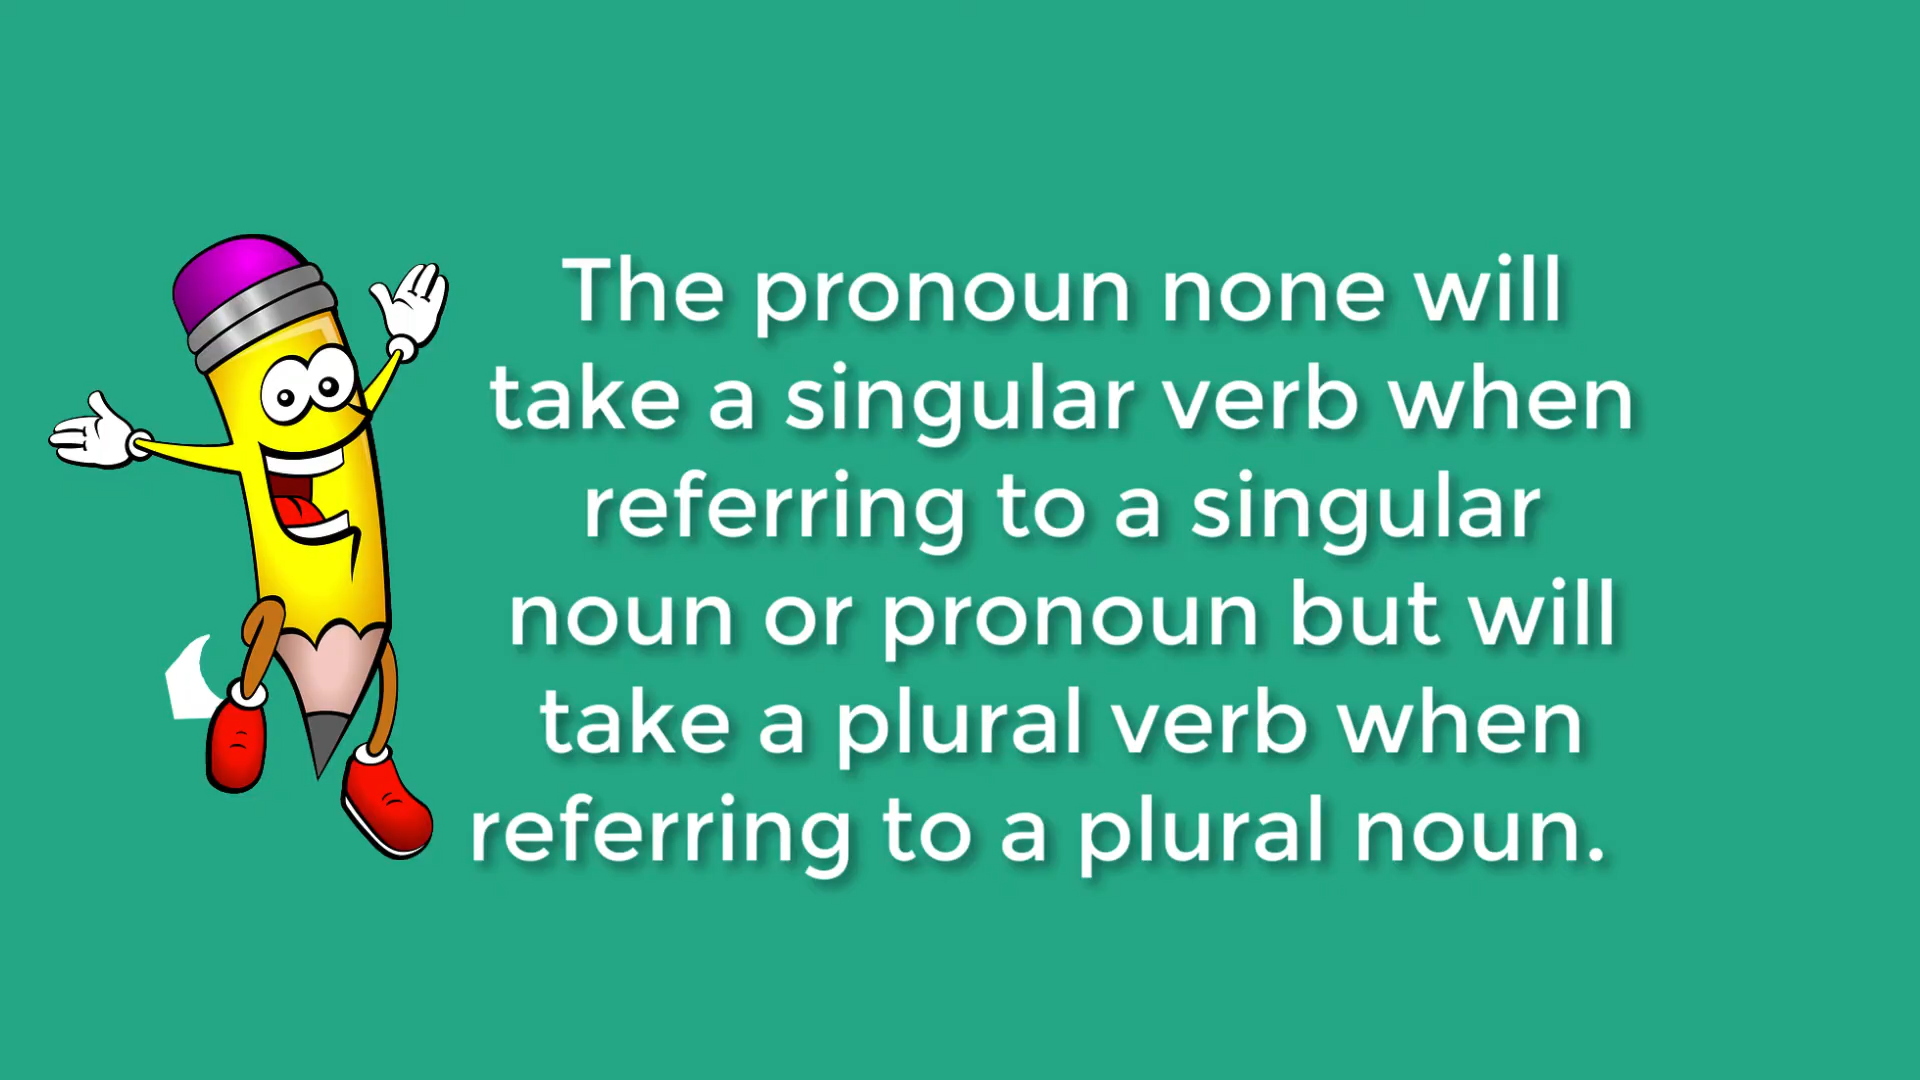 The pronoun none will
take a singular verb when
referring to a singular
noun or pronoun but will
take a plural verb when
referring to a plural noun.